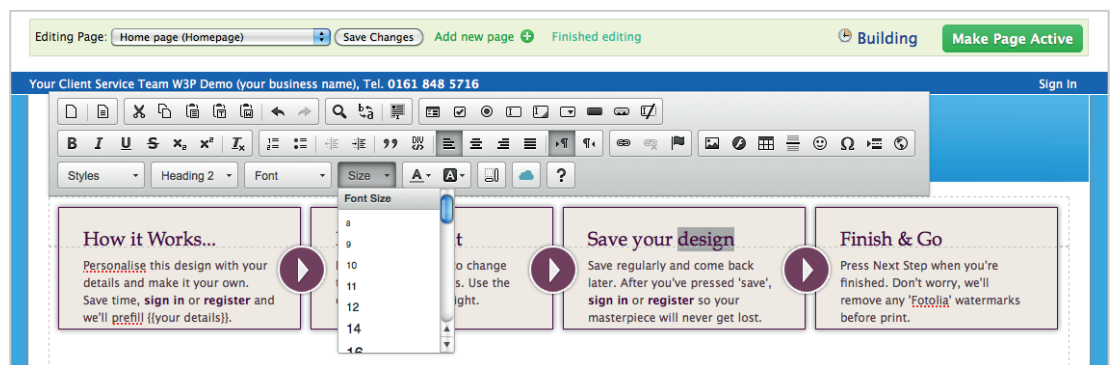 Editing Page: Home page (Homepage) Save Changes Add new page Finished editing Building Make Page Active
Your Client Service Team W3P Demo (your business name), Tel. 0161 848 5716 Sign In
B I U S x₂ x² Tx DIV
Styles Heading 2 Font Size A A ?
Font Size
8
9
10
11
12
14
16
How it Works...
Personalise this design with your
details and make it your own.
Save time, sign in or register and
we'll prefill {{your details}}.
t
o change
s. Use the
ight.
Save your design
Save regularly and come back
later. After you've pressed 'save',
sign in or register so your
masterpiece will never get lost.
Finish & Go
Press Next Step when you're
finished. Don't worry, we'll
remove any 'Fotolia' watermarks
before print.